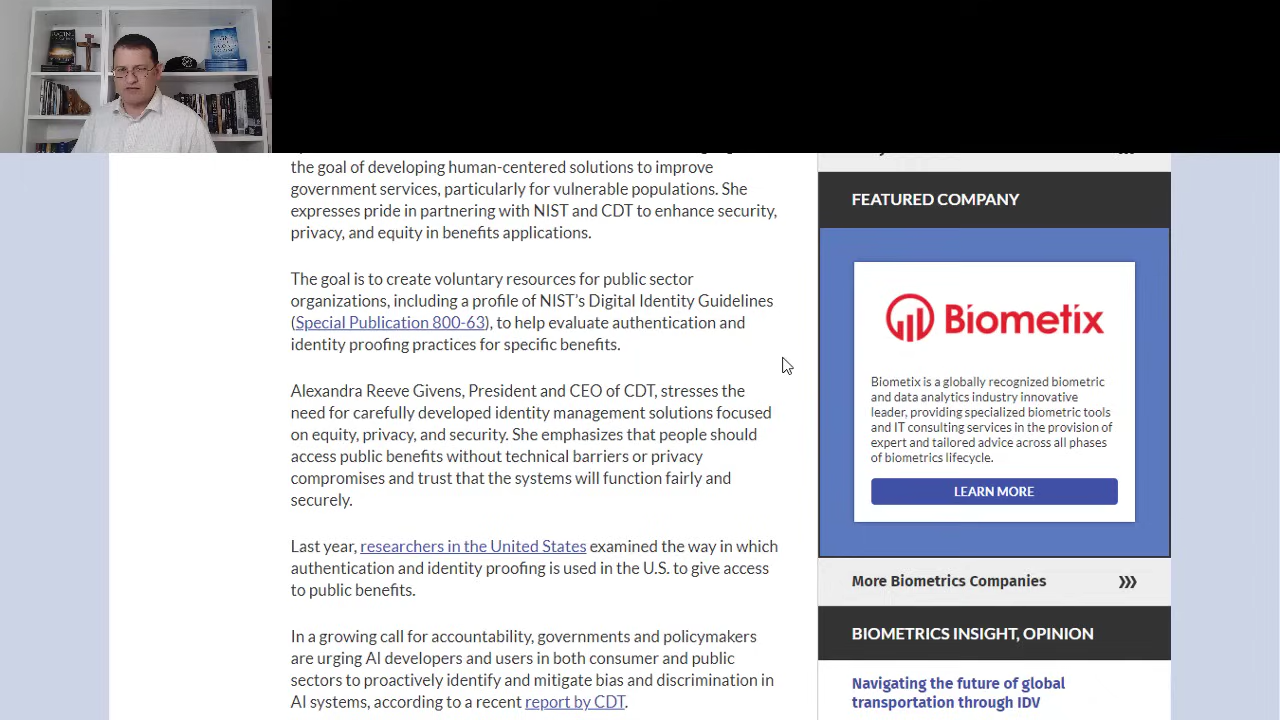 the goal of developing human-centered solutions to improve
government services, particularly for vulnerable populations. She
expresses pride in partnering with NIST and CDT to enhance security,
privacy, and equity in benefits applications.
The goal is to create voluntary resources for public sector
organizations, including a profile of NIST’s Digital Identity Guidelines
(Special Publication 800-63), to help evaluate authentication and
identity proofing practices for specific benefits.
Alexandra Reeve Givens, President and CEO of CDT, stresses the
need for carefully developed identity management solutions focused
on equity, privacy, and security. She emphasizes that people should
access public benefits without technical barriers or privacy
compromises and trust that the systems will function fairly and
securely.
Last year, researchers in the United States examined the way in which
authentication and identity proofing is used in the U.S. to give access
to public benefits.
In a growing call for accountability, governments and policymakers
are urging AI developers and users in both consumer and public
sectors to proactively identify and mitigate bias and discrimination in
AI systems, according to a recent report by CDT.
FEATURED COMPANY
Biometix
Biometix is a globally recognized biometric
and data analytics industry innovative
leader, providing specialized biometric tools
and IT consulting services in the provision of
expert and tailored advice across all phases
of biometrics lifecycle.
LEARN MORE
More Biometrics Companies
BIOMETRICS INSIGHT, OPINION
Navigating the future of global
transportation through IDV